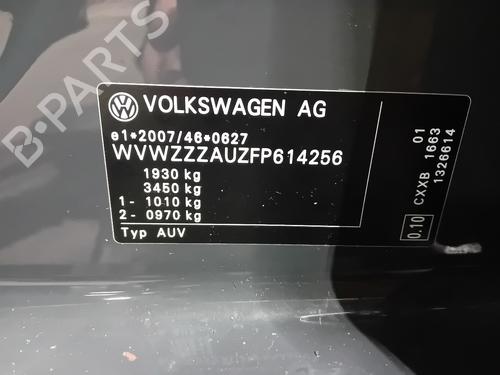 B-PARTS
VOLKSWAGEN AG
e1*2007/46*0627
WVWZZZAUZFP614256
1930 kg
3450 kg
1- 1010 kg
2- 0970 kg
Typ AUV
01
CXXB 1663
1326614
0.10